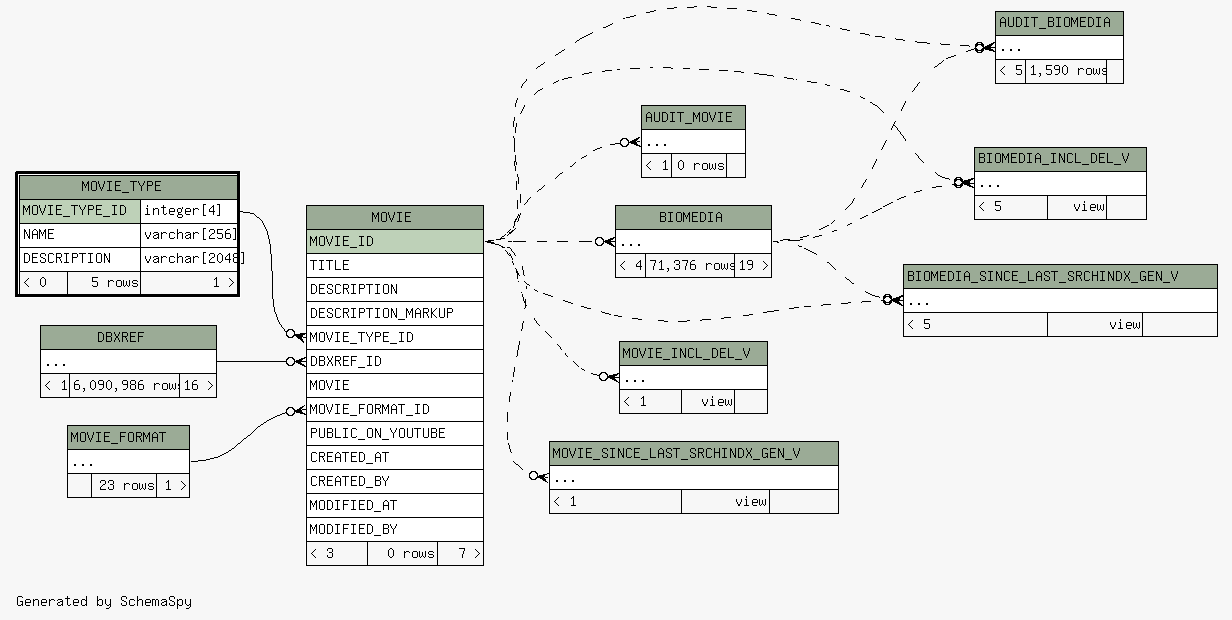 MOVIE_TYPE
MOVIE_TYPE_ID integer[4]
NAME varchar[256]
DESCRIPTION varchar[2048]
< 0 5 rows 1 >
DBXREF
...
< 1 6,090,986 rows 16 >
MOVIE_FORMAT
...
23 rows 1 >
MOVIE
MOVIE_ID
TITLE
DESCRIPTION
DESCRIPTION_MARKUP
MOVIE_TYPE_ID
DBXREF_ID
MOVIE
MOVIE_FORMAT_ID
PUBLIC_ON_YOUTUBE
CREATED_AT
CREATED_BY
MODIFIED_AT
MODIFIED_BY
< 3 0 rows 7 >
AUDIT_MOVIE
...
< 1 0 rows
BIOMEDIA
...
< 4 71,376 rows 19 >
MOVIE_INCL_DEL_V
...
< 1 view
MOVIE_SINCE_LAST_SRCHINDX_GEN_V
...
< 1 view
AUDIT_BIOMEDIA
...
< 5 1,590 rows
BIOMEDIA_INCL_DEL_V
...
< 5 view
BIOMEDIA_SINCE_LAST_SRCHINDX_GEN_V
...
< 5 view
Generated by SchemaSpy